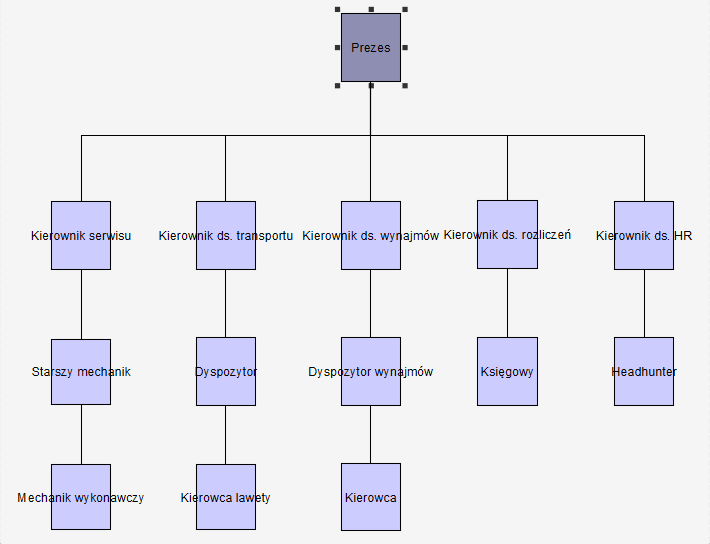 Prezes
Kierownik serwisu
Kierownik ds. transportu
Kierownik ds. wynajmów
Kierownik ds. rozliczeń
Kierownik ds. HR
Starszy mechanik
Dyspozytor
Dyspozytor wynajmów
Księgowy
Headhunter
Mechanik wykonawczy
Kierowca lawety
Kierowca